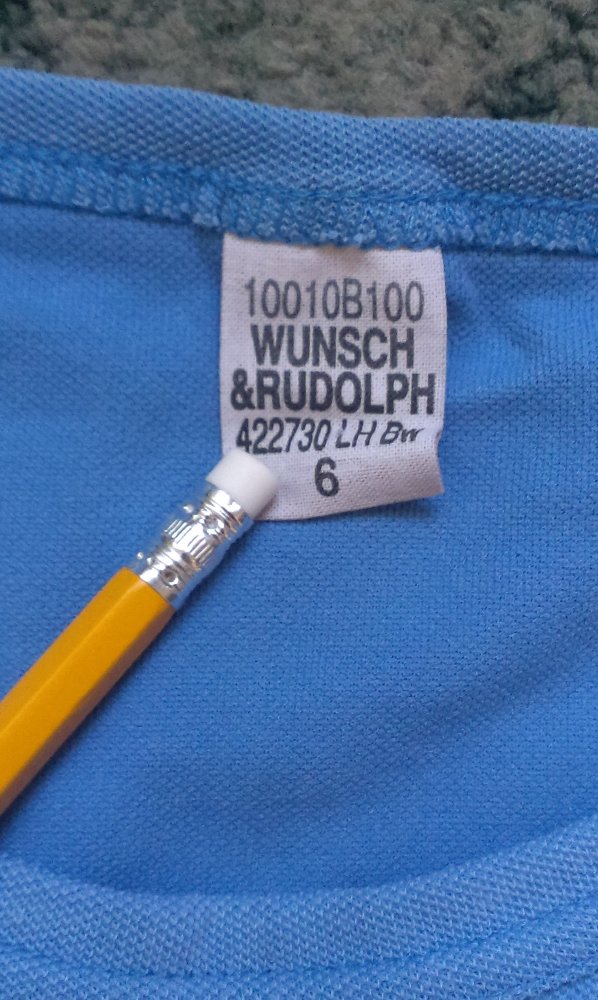 10010B100
WUNSCH
&RUDOLPH
422730 LH Bw
6